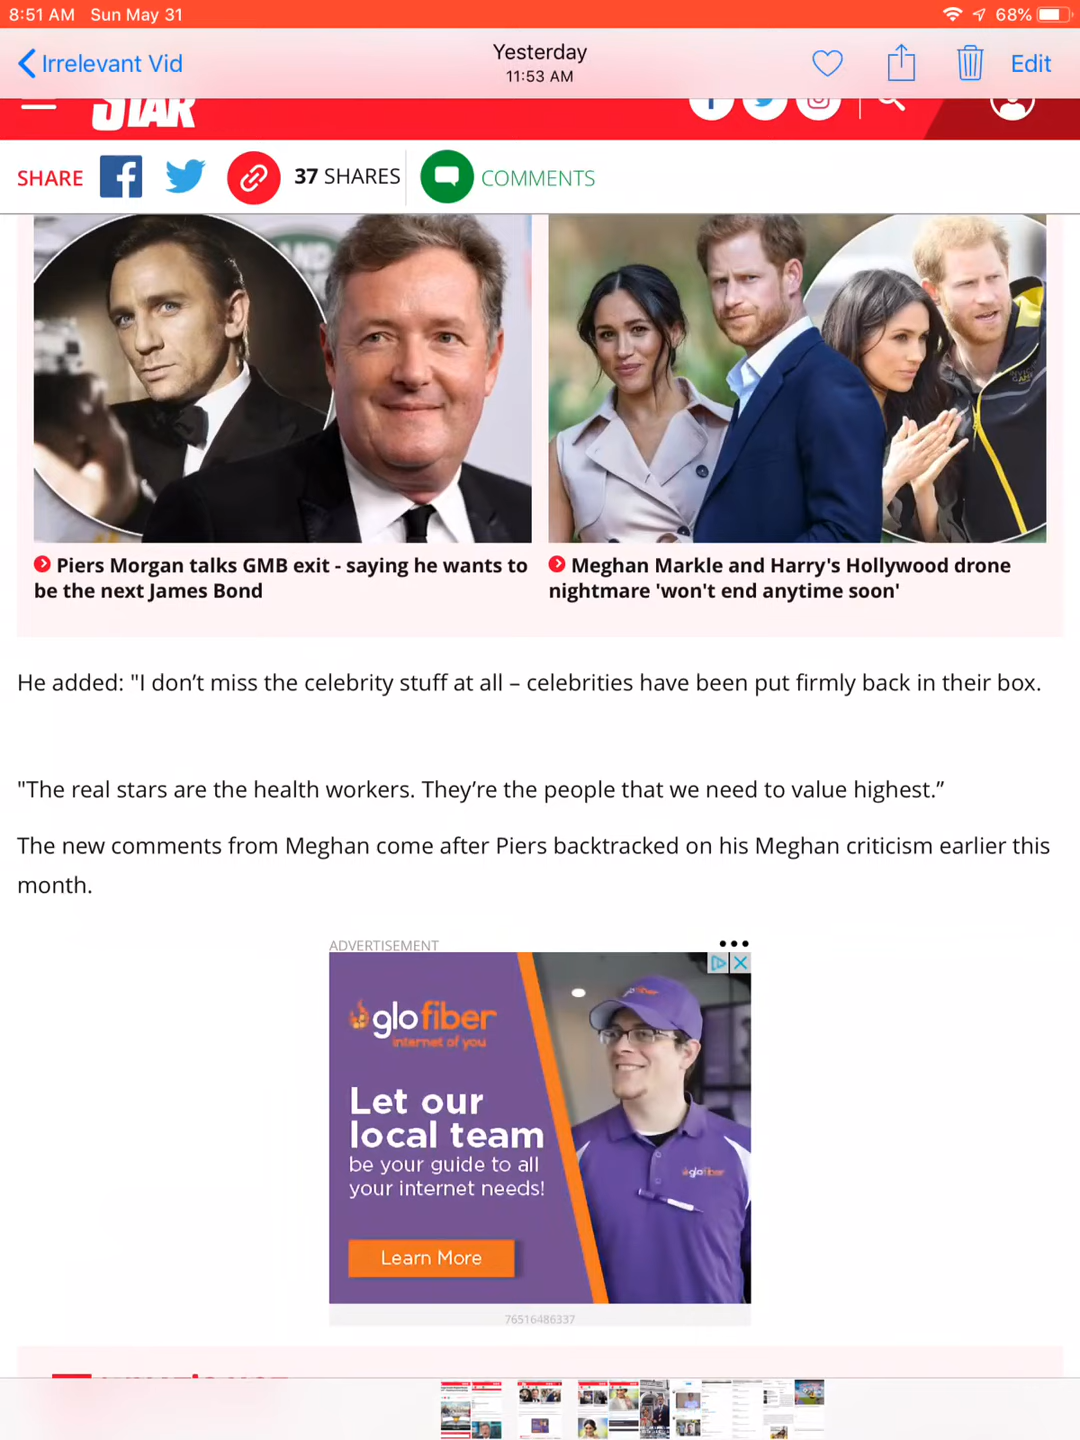 8:51 AM Sun May 31
68%
Irrelevant Vid
Yesterday
11:53 AM
Edit
STAR
SHARE
37 SHARES
COMMENTS
Piers Morgan talks GMB exit - saying he wants to
be the next James Bond
Meghan Markle and Harry's Hollywood drone
nightmare 'won't end anytime soon'
He added: "I don’t miss the celebrity stuff at all – celebrities have been put firmly back in their box.
"The real stars are the health workers. They’re the people that we need to value highest.”
The new comments from Meghan come after Piers backtracked on his Meghan criticism earlier this
month.
ADVERTISEMENT
glofiber
internet of you
Let our
local team
be your guide to all
your internet needs!
Learn More
glofiber
76516486337